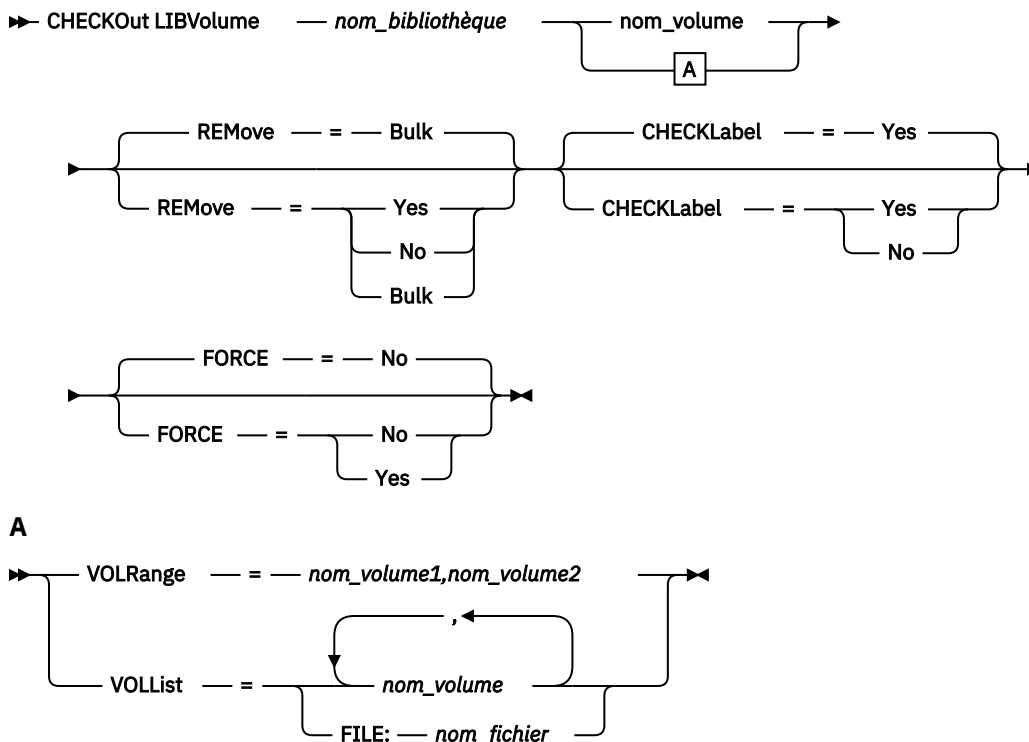 CHECKOut LIBVolume nom_bibliothèque nom_volume
A
REMove = Bulk CHECKLabel = Yes
REMove = Yes CHECKLabel = Yes
No No
Bulk
FORCE = No
FORCE = No
Yes
A
VOLRange = nom_volume1,nom_volume2
,
VOLList = nom_volume
FILE: nom_fichier